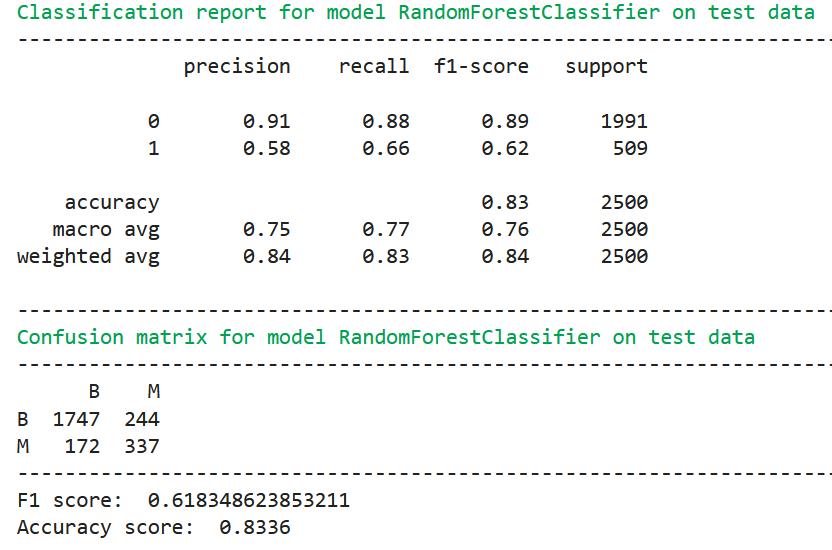 Classification report for model RandomForestClassifier on test data
--------------------------------------------------------------------
              precision    recall  f1-score   support

           0       0.91      0.88      0.89      1991
           1       0.58      0.66      0.62       509

    accuracy                           0.83      2500
   macro avg       0.75      0.77      0.76      2500
weighted avg       0.84      0.83      0.84      2500

--------------------------------------------------------------------
Confusion matrix for model RandomForestClassifier on test data
--------------------------------------------------------------------
      B    M
B  1747  244
M   172  337
--------------------------------------------------------------------
F1 score:  0.618348623853211
Accuracy score:  0.8336